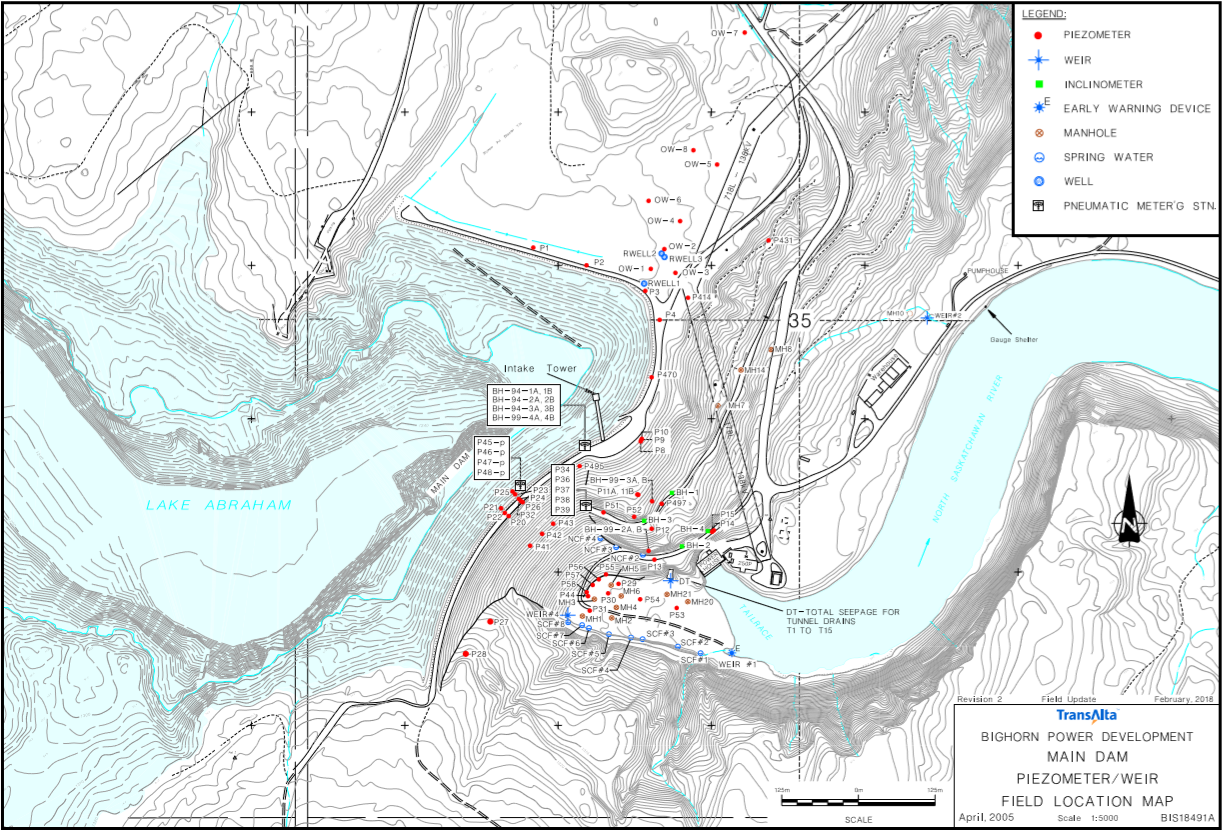 LEGEND:
PIEZOMETER
WEIR
INCLINOMETER
E
EARLY WARNING DEVICE
MANHOLE
SPRING WATER
WELL
PNEUMATIC METER'G STN.
OW-7
OW-8
OW-5
718L - 138KV
OW-6
OW-4
P431
P1
OW-2
RWELL2
RWELL3
P2
OW-1
OW-3
RWELL1
P3
P414
PUMPHOUSE
P4
35
MH10
WEIR#2
Gauge Shelter
MH8
Intake Tower
P470
MH14
Warehouse
BH-94-1A, 1B
BH-94-2A, 2B
BH-94-3A, 3B
BH-99-4A, 4B
MH7
P10
P9
P8
P45-p
P46-p
P47-p
P48-p
MAIN DAM
P495
P34
P36
P37
P38
P39
BH-99-3A, B
P11A, 11B
BH-1
P497
LAKE ABRAHAM
P25
P23
P24
P26
P21
P22
P32
P20
P51
P52
BH-3
P43
P42
P41
BH-99-2A, B
P12
BH-4
P15
P14
NCF#4
NCF#3
NCF#2
BH-2
P13
NORTH SASKATCHAWAN RIVER
P56
P55
MH5
P57
P58
P29
DT
P44
P30
MH6
MH21
MH3
P54
MH20
P31
MH4
P53
WEIR#4
MH1
MH2
SCF#8
SCF#7
SCF#6
SCF#5
SCF#4
SCF#3
SCF#2
SCF#1
E
WEIR #1
TAILRACE
DT-TOTAL SEEPAGE FOR
TUNNEL DRAINS
T1 TO T15
P27
P28
Revision 2 Field Update February, 2018
TransAlta
BIGHORN POWER DEVELOPMENT
MAIN DAM
PIEZOMETER/WEIR
FIELD LOCATION MAP
April, 2005 Scale 1:5000 BIS18491A
125m 0m 125m
SCALE